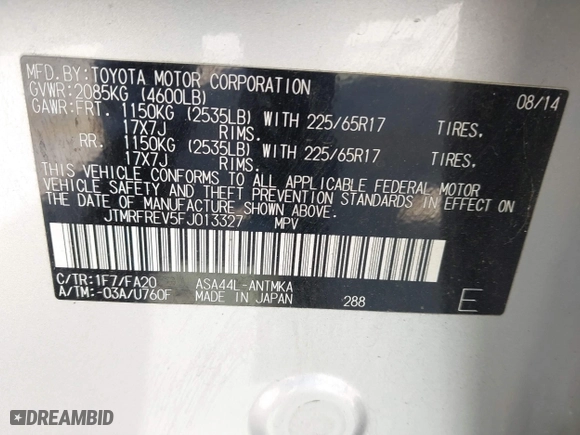 MFD.BY:TOYOTA MOTOR CORPORATION 08/14
GVWR:2085KG (4600LB)
GAWR:FRT. 1150KG (2535LB) WITH 225/65R17 TIRES,
17X7J RIMS.
RR. 1150KG (2535LB) WITH 225/65R17 TIRES,
17X7J RIMS.
THIS VEHICLE CONFORMS TO ALL APPLICABLE FEDERAL MOTOR
VEHICLE SAFETY AND THEFT PREVENTION STANDARDS IN EFFECT ON
THE DATE OF MANUFACTURE SHOWN ABOVE.
JTMRFREV5FJ013327 MPV
C/TR:1F7/FA20 ASA44L-ANTMKA
A/TM:-03A/U760F MADE IN JAPAN 288 E
DREAMBID